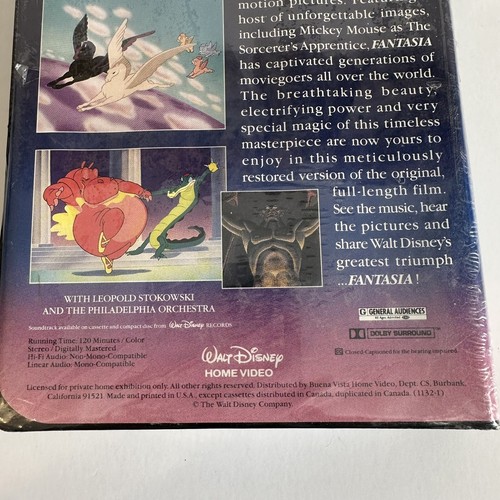 motion pictures. Featuring
host of unforgettable images,
including Mickey Mouse as The
Sorcerer's Apprentice, FANTASIA
has captivated generations of
moviegoers all over the world.
The breathtaking beauty,
electrifying power and very
special magic of this timeless
masterpiece are now yours to
enjoy in this meticulously
restored version of the original,
full-length film.
See the music, hear
the pictures and
share Walt Disney's
greatest triumph
...FANTASIA!
WITH LEOPOLD STOKOWSKI
AND THE PHILADELPHIA ORCHESTRA
Soundtrack available on cassette and compact disc from Walt Disney RECORDS
Running Time: 120 Minutes / Color
Stereo / Digitally Mastered
Hi-Fi Audio: Neo-Mono-Compatible
Linear Audio: Mono-Compatible
G GENERAL AUDIENCES
All Ages Admitted
DOLBY SURROUND
Closed Captioned for the hearing impaired.
Walt Disney
HOME VIDEO
Licensed for private home exhibition only. All other rights reserved. Distributed by Buena Vista Home Video, Dept. CS, Burbank,
California 91521. Made and printed in U.S.A., except cassettes distributed in Canada, duplicated in Canada. (1132-1)
© The Walt Disney Company.